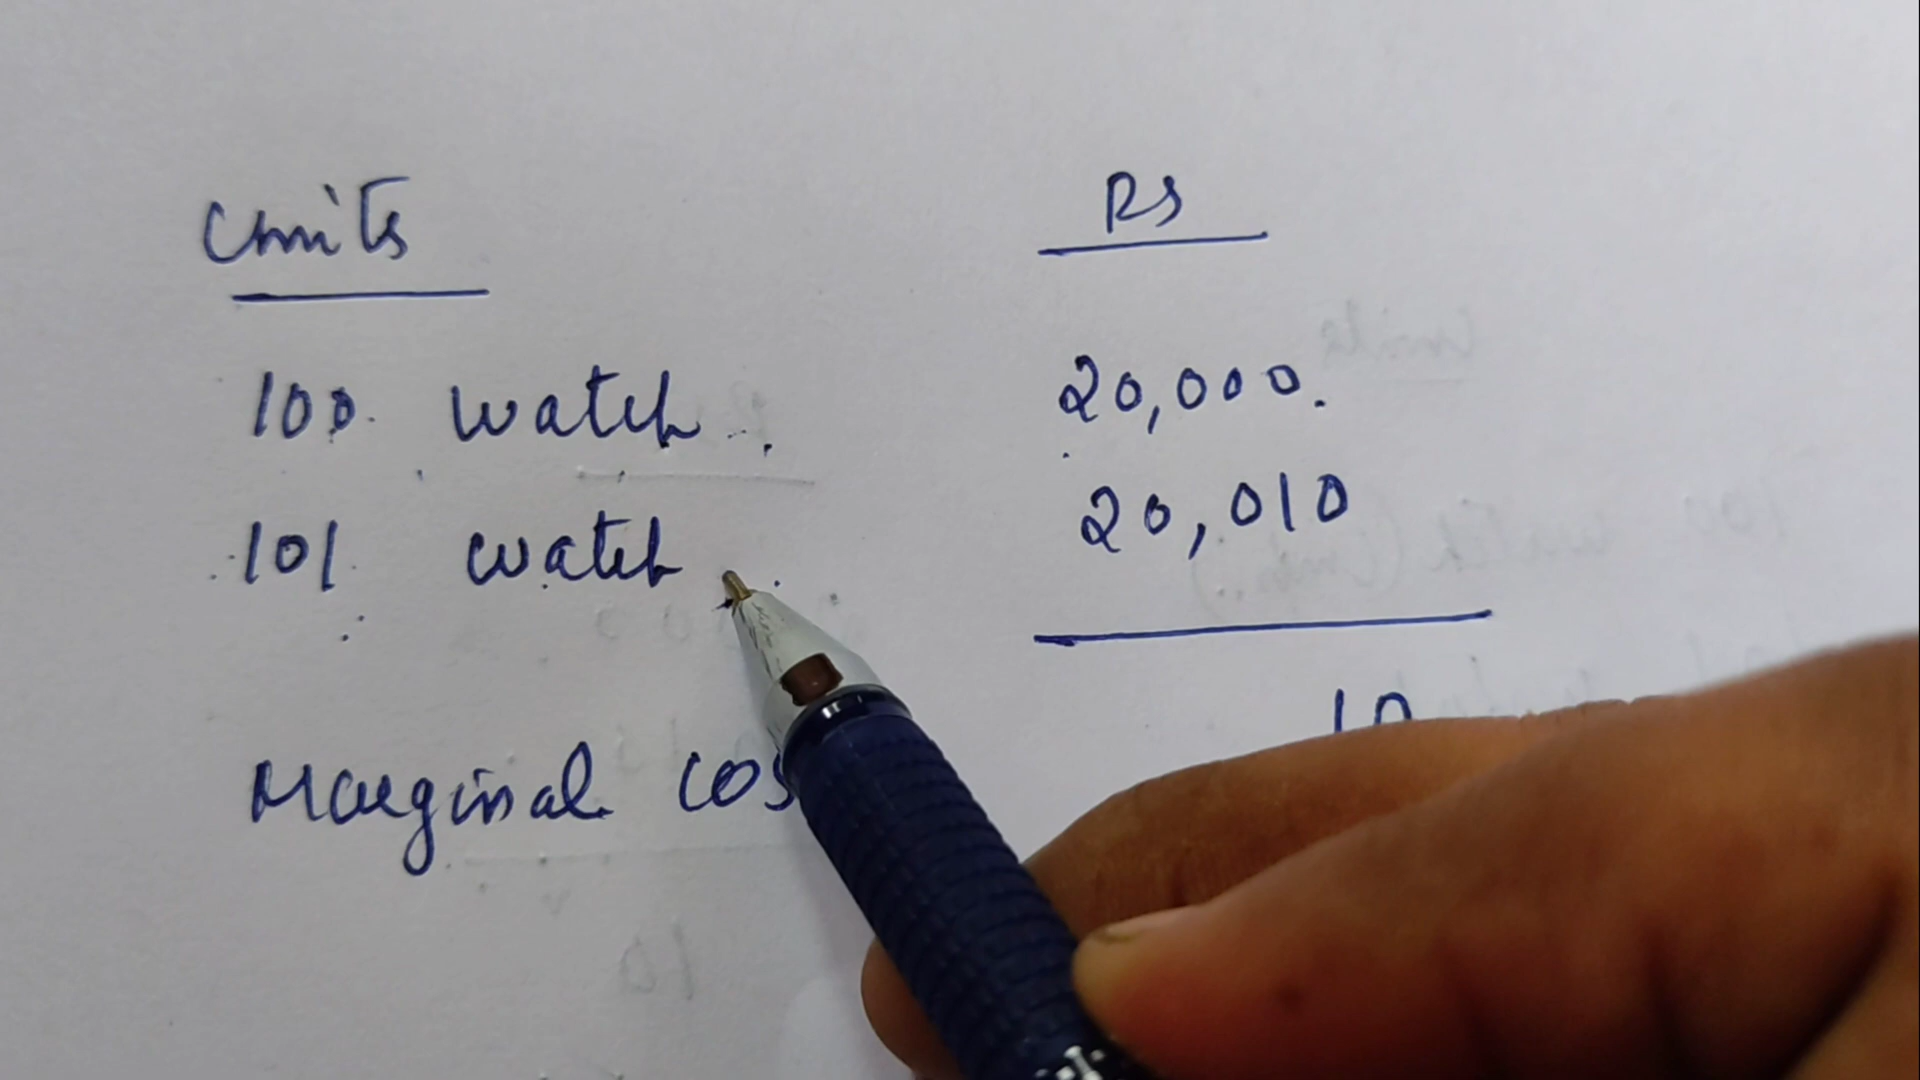 Units Rs
100 watch 20,000.
101 watch 20,010
10
Marginal cos